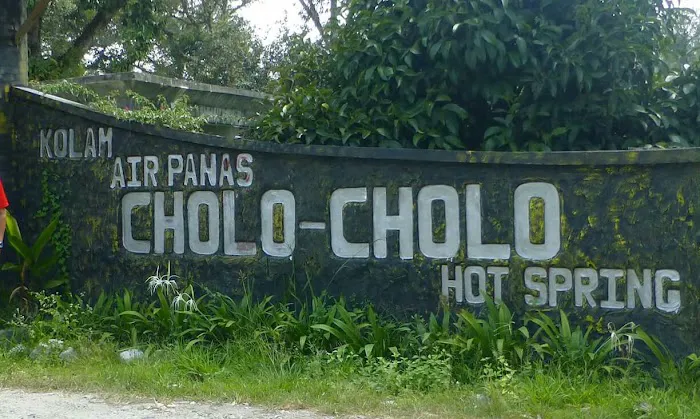 KOLAM
AIR PANAS
CHOLO-CHOLO
HOT SPRING